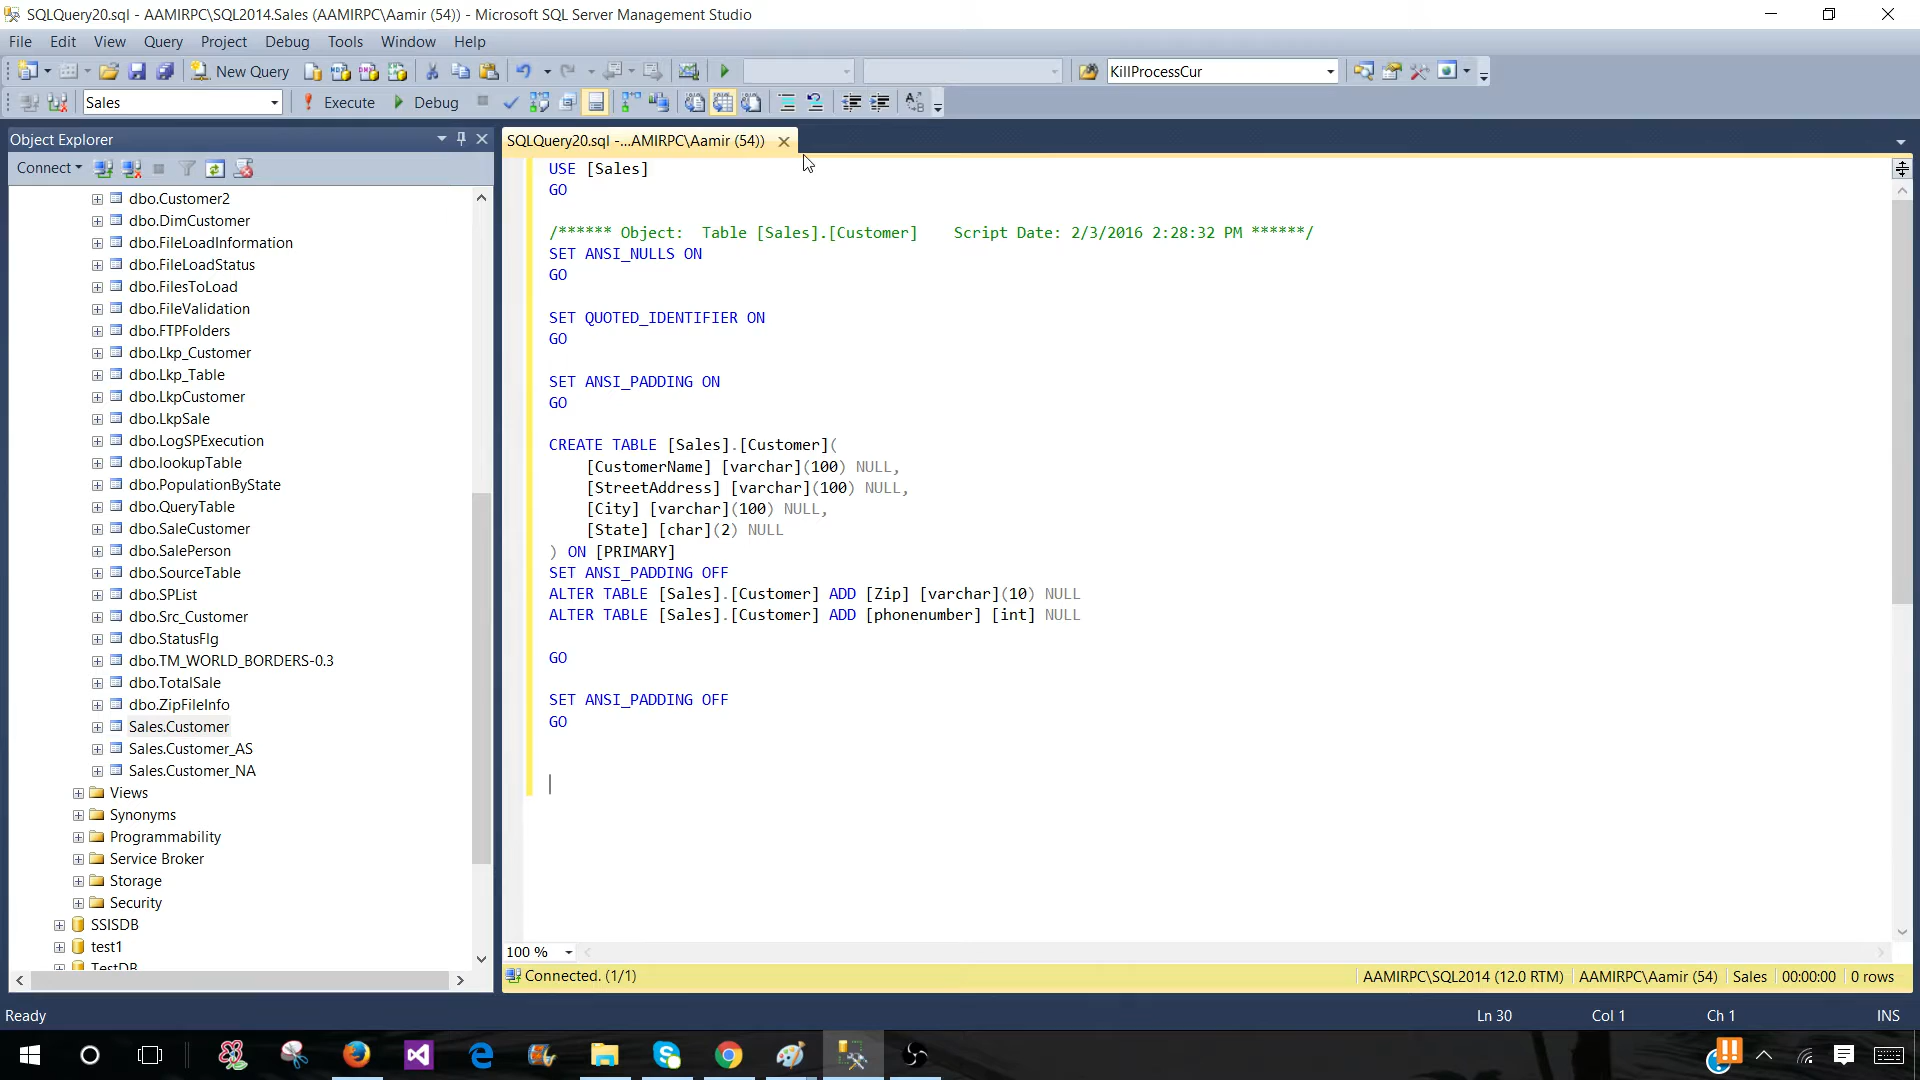 SQLQuery20.sql - AAMIRPC\SQL2014.Sales (AAMIRPC\Aamir (54)) - Microsoft SQL Server Management Studio
File Edit View Query Project Debug Tools Window Help
New Query KillProcessCur
Sales Execute Debug
Object Explorer
Connect
dbo.Customer2
dbo.DimCustomer
dbo.FileLoadInformation
dbo.FileLoadStatus
dbo.FilesToLoad
dbo.FileValidation
dbo.FTPFolders
dbo.Lkp_Customer
dbo.Lkp_Table
dbo.LkpCustomer
dbo.LkpSale
dbo.LogSPExecution
dbo.lookupTable
dbo.PopulationByState
dbo.QueryTable
dbo.SaleCustomer
dbo.SalePerson
dbo.SourceTable
dbo.SPList
dbo.Src_Customer
dbo.StatusFlg
dbo.TM_WORLD_BORDERS-0.3
dbo.TotalSale
dbo.ZipFileInfo
Sales.Customer
Sales.Customer_AS
Sales.Customer_NA
Views
Synonyms
Programmability
Service Broker
Storage
Security
SSISDB
test1
TestDB
SQLQuery20.sql -...AMIRPC\Aamir (54))
USE [Sales]
GO
/****** Object:  Table [Sales].[Customer]    Script Date: 2/3/2016 2:28:32 PM ******/
SET ANSI_NULLS ON
GO
SET QUOTED_IDENTIFIER ON
GO
SET ANSI_PADDING ON
GO
CREATE TABLE [Sales].[Customer](
[CustomerName] [varchar](100) NULL,
[StreetAddress] [varchar](100) NULL,
[City] [varchar](100) NULL,
[State] [char](2) NULL
) ON [PRIMARY]
SET ANSI_PADDING OFF
ALTER TABLE [Sales].[Customer] ADD [Zip] [varchar](10) NULL
ALTER TABLE [Sales].[Customer] ADD [phonenumber] [int] NULL
GO
SET ANSI_PADDING OFF
GO
100 %
Connected. (1/1) AAMIRPC\SQL2014 (12.0 RTM) AAMIRPC\Aamir (54) Sales 00:00:00 0 rows
Ready Ln 30 Col 1 Ch 1 INS